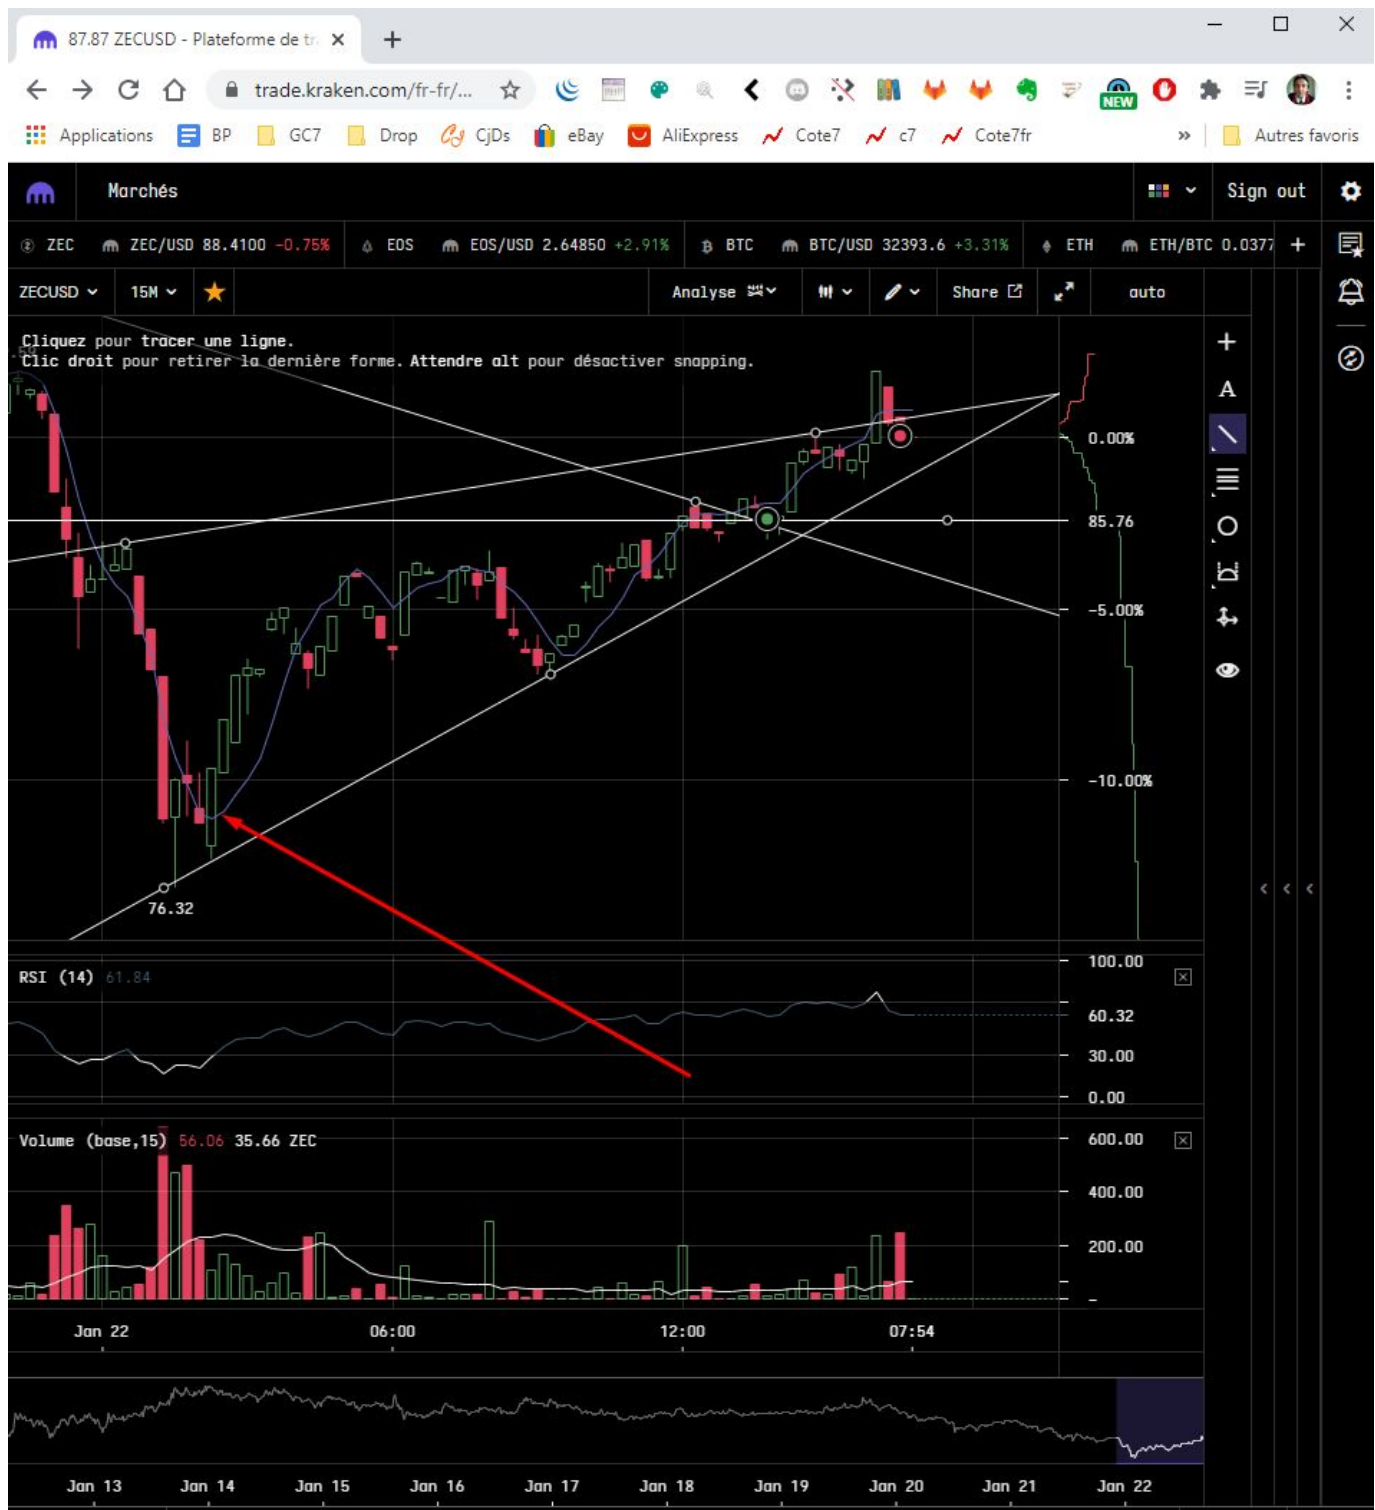 87.87 ZECUSD - Plateforme de tr
trade.kraken.com/fr-fr/...
NEW
Applications BP GC7 Drop CjDs eBay AliExpress Cote7 c7 Cote7fr » Autres favoris
Marchés Sign out
ZEC ZEC/USD 88.4100 -0.75% EOS EOS/USD 2.64850 +2.91% BTC BTC/USD 32393.6 +3.31% ETH ETH/BTC 0.0377
ZECUSD 15M Analyse Share auto
Cliquez pour tracer une ligne.
Clic droit pour retirer la dernière forme. Attendre alt pour désactiver snapping.
A
0.00%
85.76
-5.00%
-10.00%
76.32
RSI (14) 61.84
100.00
60.32
30.00
0.00
Volume (base,15) 56.06 35.66 ZEC
600.00
400.00
200.00
-
Jan 22 06:00 12:00 07:54
Jan 13 Jan 14 Jan 15 Jan 16 Jan 17 Jan 18 Jan 19 Jan 20 Jan 21 Jan 22